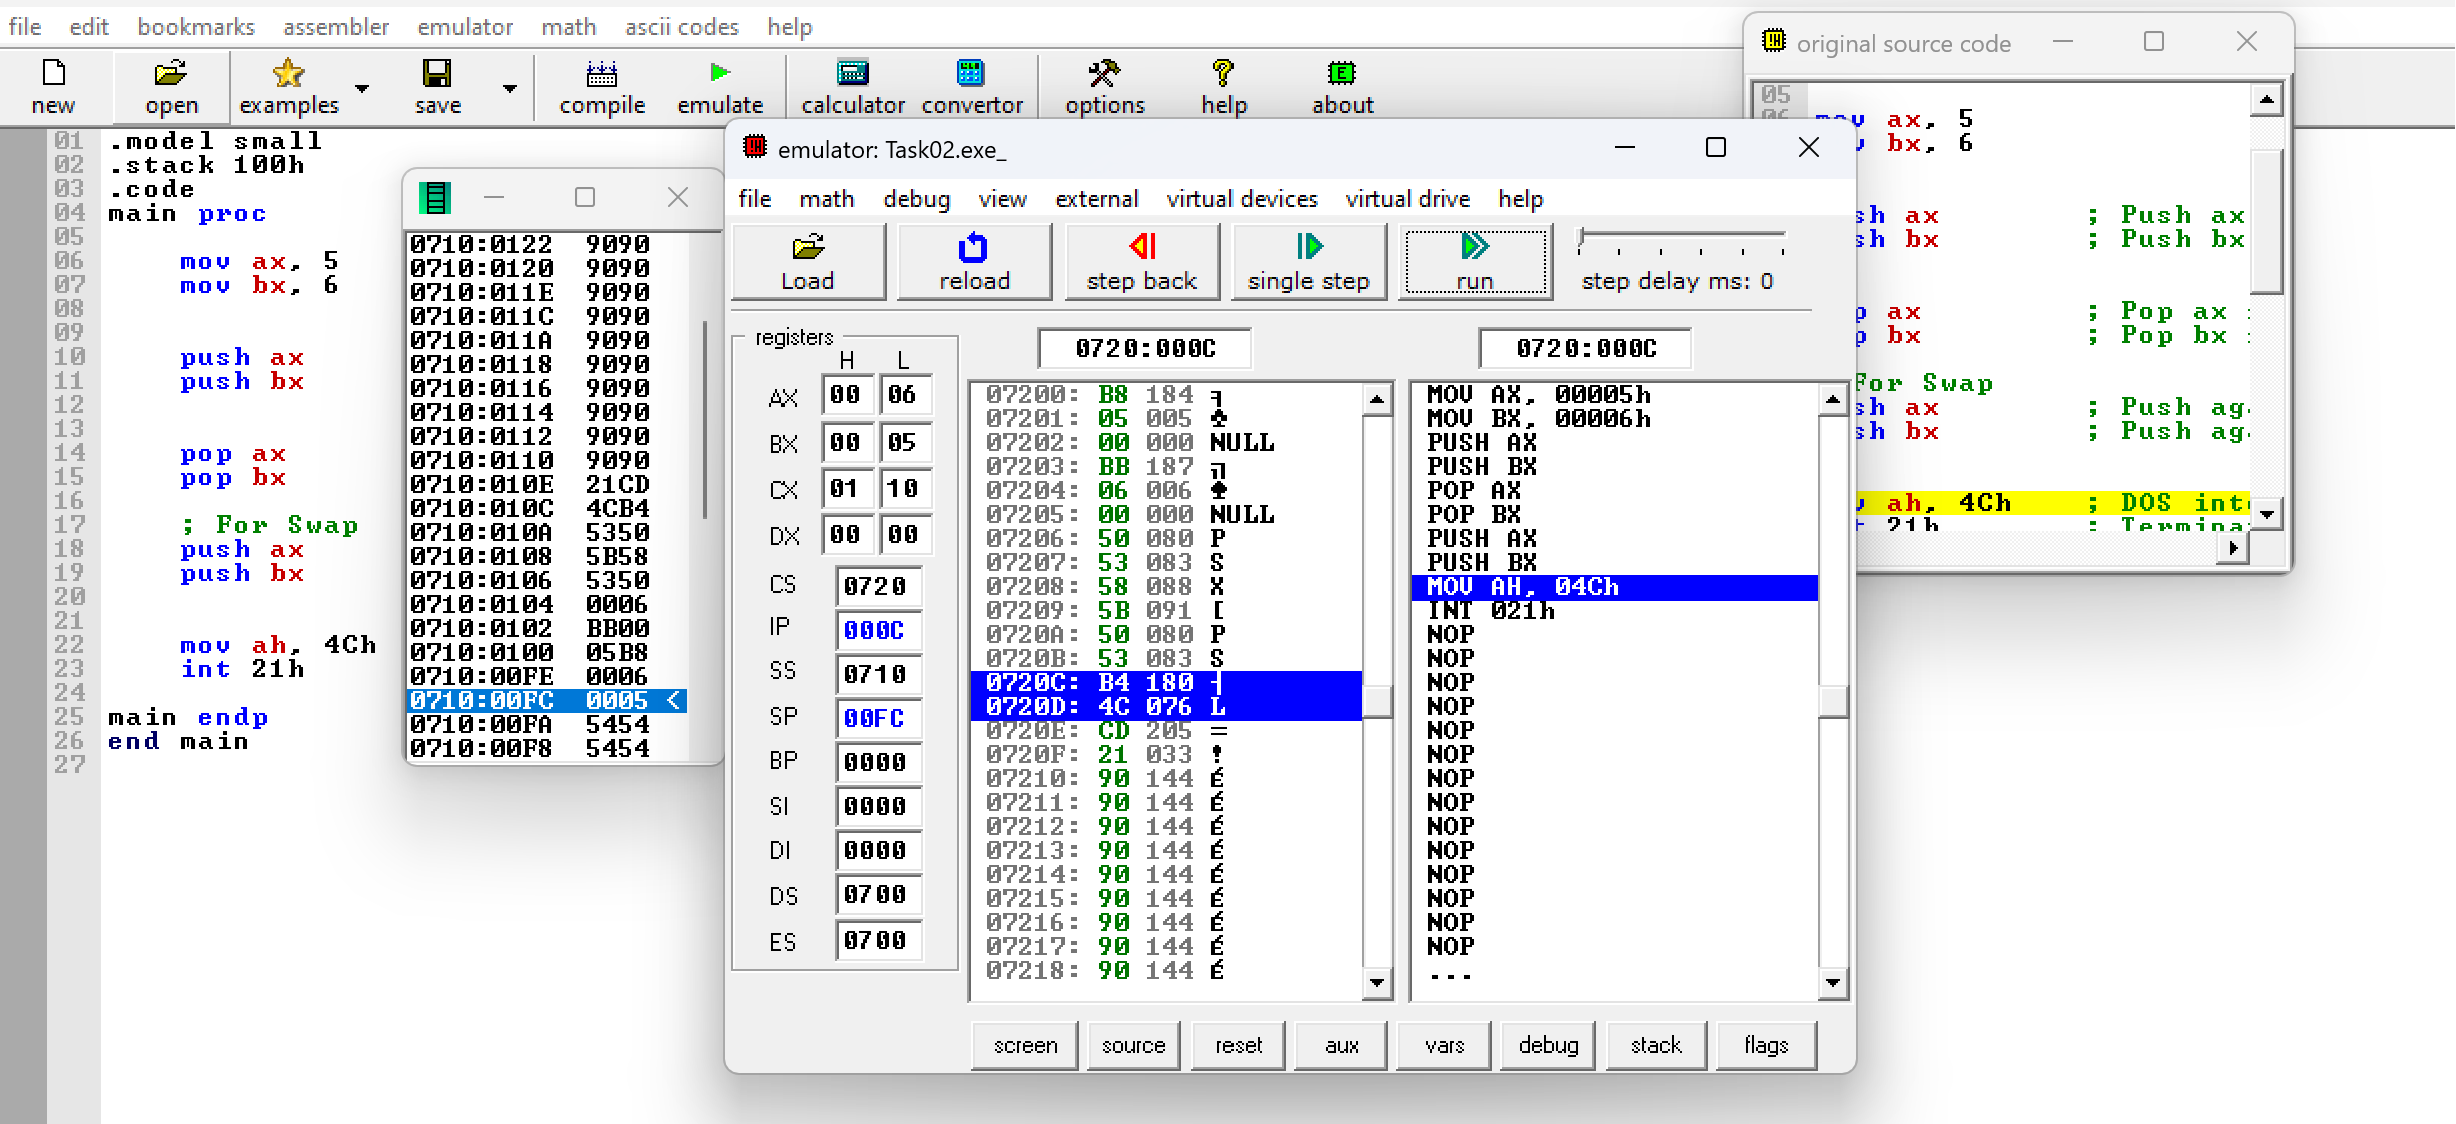 file edit bookmarks assembler emulator math ascii codes help
new open examples save compile emulate calculator convertor options help about
01 .model small
02 .stack 100h
03 .code
04 main proc
05
06 mov ax, 5
07 mov bx, 6
08
09
10 push ax
11 push bx
12
13
14 pop ax
15 pop bx
16
17 ; For Swap
18 push ax
19 push bx
20
21
22 mov ah, 4Ch
23 int 21h
24
25 main endp
26 end main
27
0710:0122 9090
0710:0120 9090
0710:011E 9090
0710:011C 9090
0710:011A 9090
0710:0118 9090
0710:0116 9090
0710:0114 9090
0710:0112 9090
0710:0110 9090
0710:010E 21CD
0710:010C 4CB4
0710:010A 5350
0710:0108 5B58
0710:0106 5350
0710:0104 0006
0710:0102 BB00
0710:0100 05B8
0710:00FE 0006
0710:00FC 0005 <
0710:00FA 5454
0710:00F8 5454
emulator: Task02.exe_
file math debug view external virtual devices virtual drive help
Load reload step back single step run step delay ms: 0
registers
H L
AX 00 06
BX 00 05
CX 01 10
DX 00 00
CS 0720
IP 000C
SS 0710
SP 00FC
BP 0000
SI 0000
DI 0000
DS 0700
ES 0700
0720:000C
07200: B8 184 ╕
07201: 05 005 ♣
07202: 00 000 NULL
07203: BB 187 ╗
07204: 06 006 ♠
07205: 00 000 NULL
07206: 50 080 P
07207: 53 083 S
07208: 58 088 X
07209: 5B 091 [
0720A: 50 080 P
0720B: 53 083 S
0720C: B4 180 ┤
0720D: 4C 076 L
0720E: CD 205 =
0720F: 21 033 !
07210: 90 144 É
07211: 90 144 É
07212: 90 144 É
07213: 90 144 É
07214: 90 144 É
07215: 90 144 É
07216: 90 144 É
07217: 90 144 É
07218: 90 144 É
0720:000C
MOV AX, 00005h
MOV BX, 00006h
PUSH AX
PUSH BX
POP AX
POP BX
PUSH AX
PUSH BX
MOV AH, 04Ch
INT 021h
NOP
NOP
NOP
NOP
NOP
NOP
NOP
NOP
NOP
NOP
NOP
NOP
NOP
NOP
...
screen source reset aux vars debug stack flags
original source code
05
06 mov ax, 5
bx, 6
sh ax ; Push ax
sh bx ; Push bx
p ax ; Pop ax
p bx ; Pop bx
For Swap
sh ax ; Push ag
sh bx ; Push ag
ah, 4Ch ; DOS int
21h ; Termina